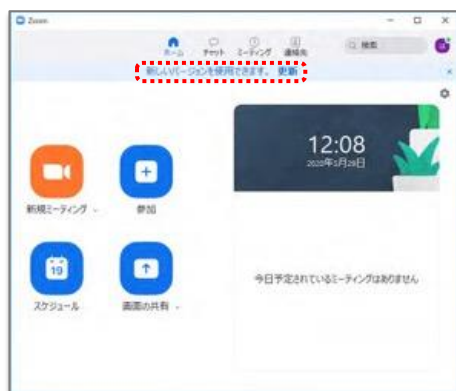 Zoom
ホーム チャット ミーティング 連絡先 検索
新しいバージョンを使用できます。 更新
12:08
2020年5月28日
新規ミーティング
参加
19
スケジュール
画面の共有
今日予定されているミーティングはありません